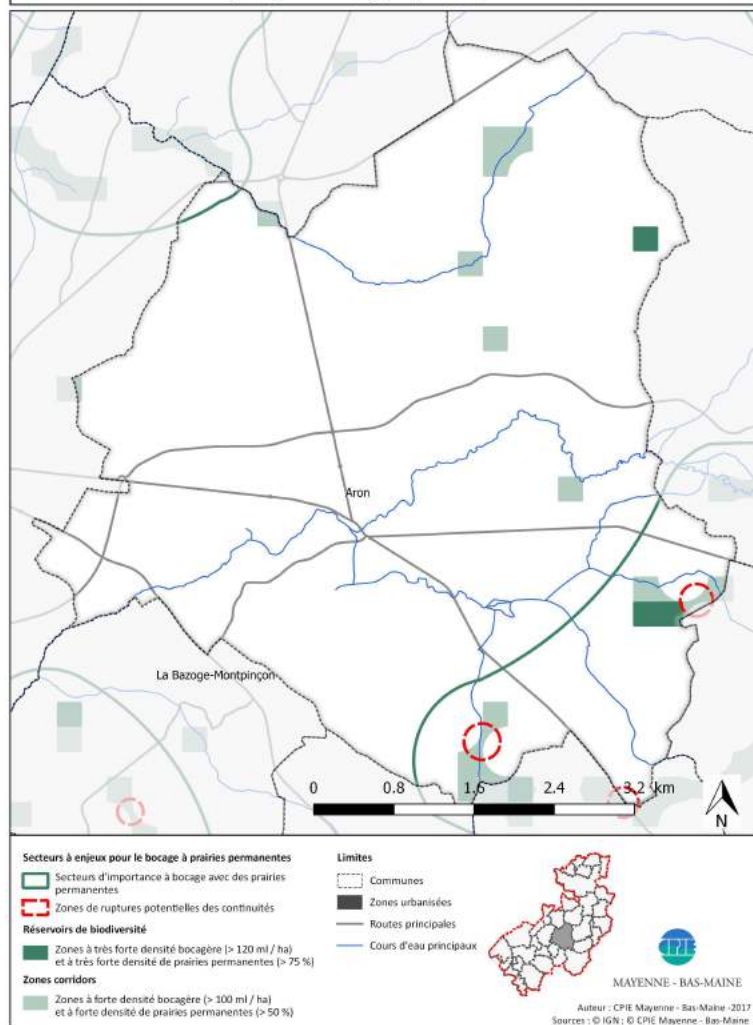 Aron
La Bazoge-Montpinçon
0 0.8 1.6 2.4 3.2 km
N
Secteurs à enjeux pour le bocage à prairies permanentes
Secteurs d'importance à bocage avec des prairies
permanentes
Zones de ruptures potentielles des continuités
Réservoirs de biodiversité
Zones à très forte densité bocagère (> 120 ml / ha)
et à très forte densité de prairies permanentes (> 75 %)
Zones corridors
Zones à forte densité bocagère (> 100 ml / ha)
et à forte densité de prairies permanentes (> 50 %)
Limites
Communes
Zones urbanisées
Routes principales
Cours d'eau principaux
CPIE
MAYENNE - BAS-MAINE
Auteur : CPIE Mayenne - Bas-Maine -2017
Sources : © IGN ; © CPIE Mayenne - Bas-Maine